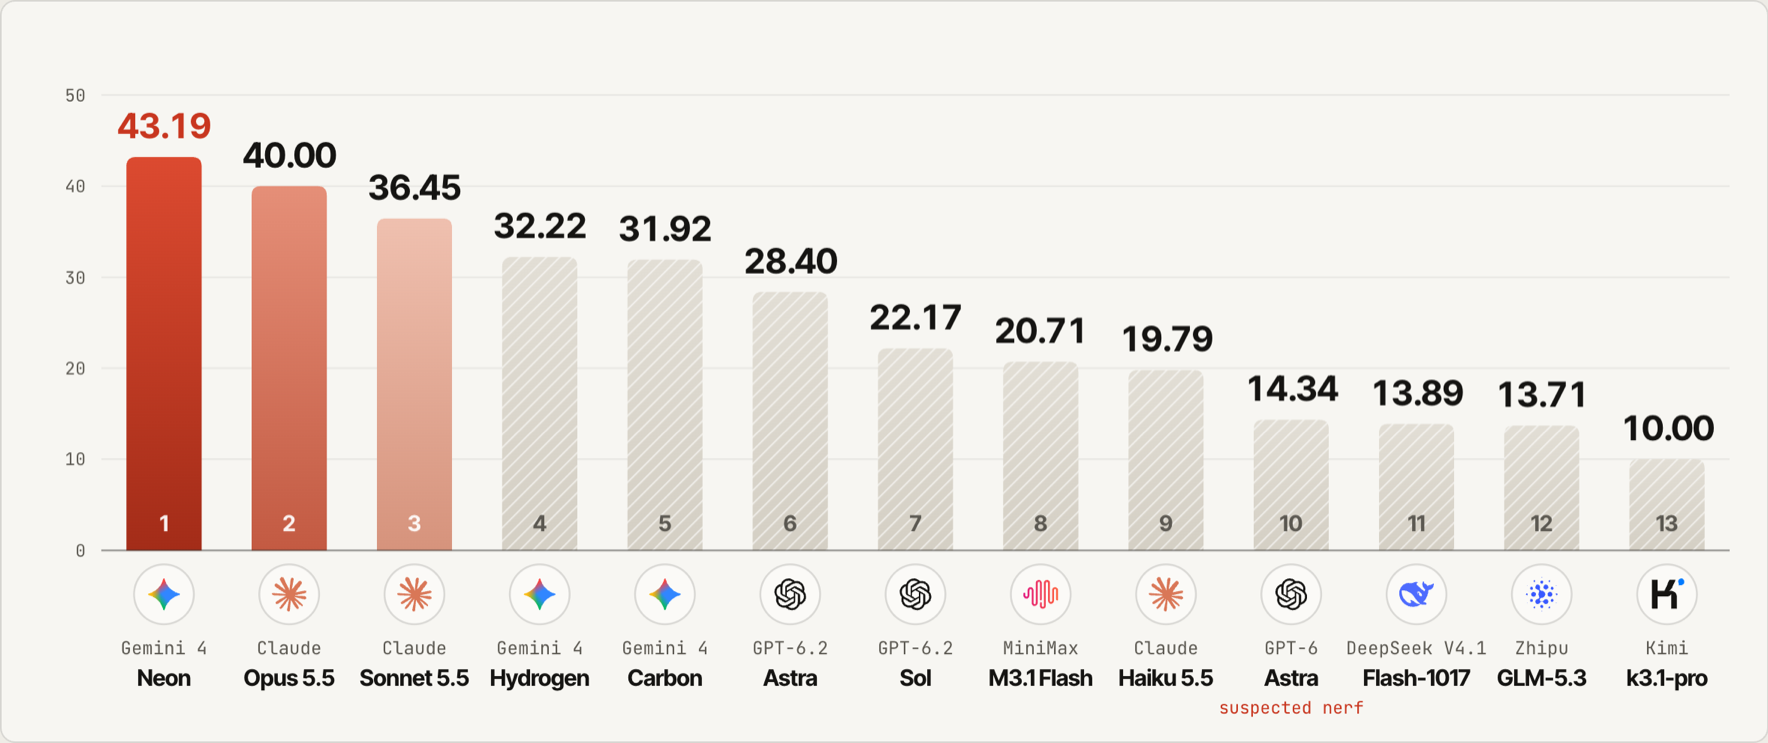 50
40
30
20
10
0
43.19
40.00
36.45
32.22
31.92
28.40
22.17
20.71
19.79
14.34
13.89
13.71
10.00
1
2
3
4
5
6
7
8
9
10
11
12
13
Gemini 4
Neon
Claude
Opus 5.5
Claude
Sonnet 5.5
Gemini 4
Hydrogen
Gemini 4
Carbon
GPT-6.2
Astra
GPT-6.2
Sol
MiniMax
M3.1 Flash
Claude
Haiku 5.5
GPT-6
Astra
suspected nerf
DeepSeek V4.1
Flash-1017
Zhipu
GLM-5.3
Kimi
k3.1-pro